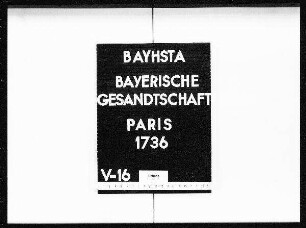 BAYHSTA
BAYERISCHE
GESANDTSCHAFT
PARIS
1736
V-16